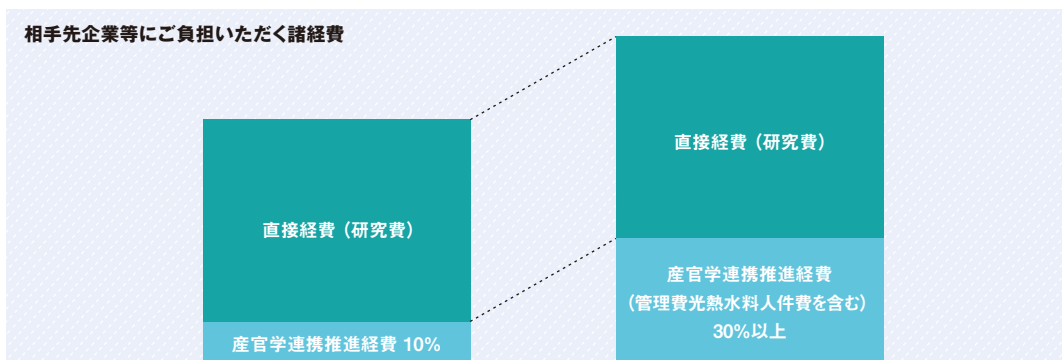 相手先企業等にご負担いただく諸経費
直接経費（研究費）
産官学連携推進経費 10%
直接経費（研究費）
産官学連携推進経費
（管理費光熱水料人件費を含む）
30%以上